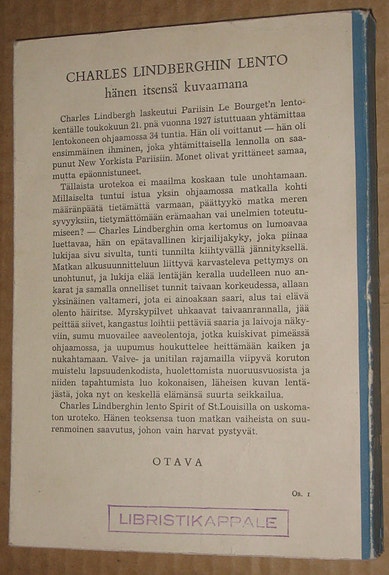 CHARLES LINDBERGHIN LENTO
hänen itsensä kuvaamana
Charles Lindbergh laskeutui Pariisin Le Bourget'n lento-
kentälle toukokuun 21. pnä vuonna 1927 istuttuaan yhtämittaa
lentokoneen ohjaamossa 34 tuntia. Hän oli voittanut — hän oli
ensimmäinen ihminen, joka yhtämittaisella lennolla on saa-
punut New Yorkista Pariisiin. Monet olivat yrittäneet samaa,
mutta epäonnistuneet.
Tällaista urotekoa ei maailma koskaan tule unohtamaan.
Millaiselta tuntui istua yksin ohjaamossa matkalla kohti
määränpäätä tietämättä varmaan, päättyykö matka meren
syvyyksiin, tietymättömään erämaahan vai unelmien toteutu-
miseen? — Charles Lindberghin oma kertomus on lumoavaa
luettavaa, hän on epätavallinen kirjailijakyky, joka piinaa
lukijaa sivu sivulta, tunti tunnilta kiihtyvällä jännityksellä.
Matkan alkusuunnitteluun liittyvä karvasteleva pettymys on
unohtunut, ja lukija elää lentäjän keralla uudelleen nuo an-
karat ja samalla onnelliset tunnit taivaan korkeudessa, allaan
yksinäinen valtameri, jota ei ainoakaan saari, alus tai elävä
olento häiritse. Myrskypilvet uhkaavat taivaanrannalla, jää
peittää siivet, kangastus loihtii pettäviä saaria ja laivoja näky-
viin, sumu muovailee aaveolentoja, jotka kuiskivat pimeässä
ohjaamossa, ja uupumus houkuttelee heittämään kaiken ja
nukahtamaan. Valve- ja unitilan rajamailla viipyvä koruton
muistelu lapsuudenkodista, huolettomista nuoruusvuosista ja
niiden tapahtumista luo kokonaisen, läheisen kuvan lentä-
jästä, joka nyt on keskellä elämänsä suurta seikkailua.
Charles Lindberghin lento Spirit of St.Louisilla on uskoma-
ton uroteko. Hänen teoksensa tuon matkan vaiheista on suu-
renmoinen saavutus, johon vain harvat pystyvät.
OTAVA
Os. 1
LIBRISTIKAPPALE